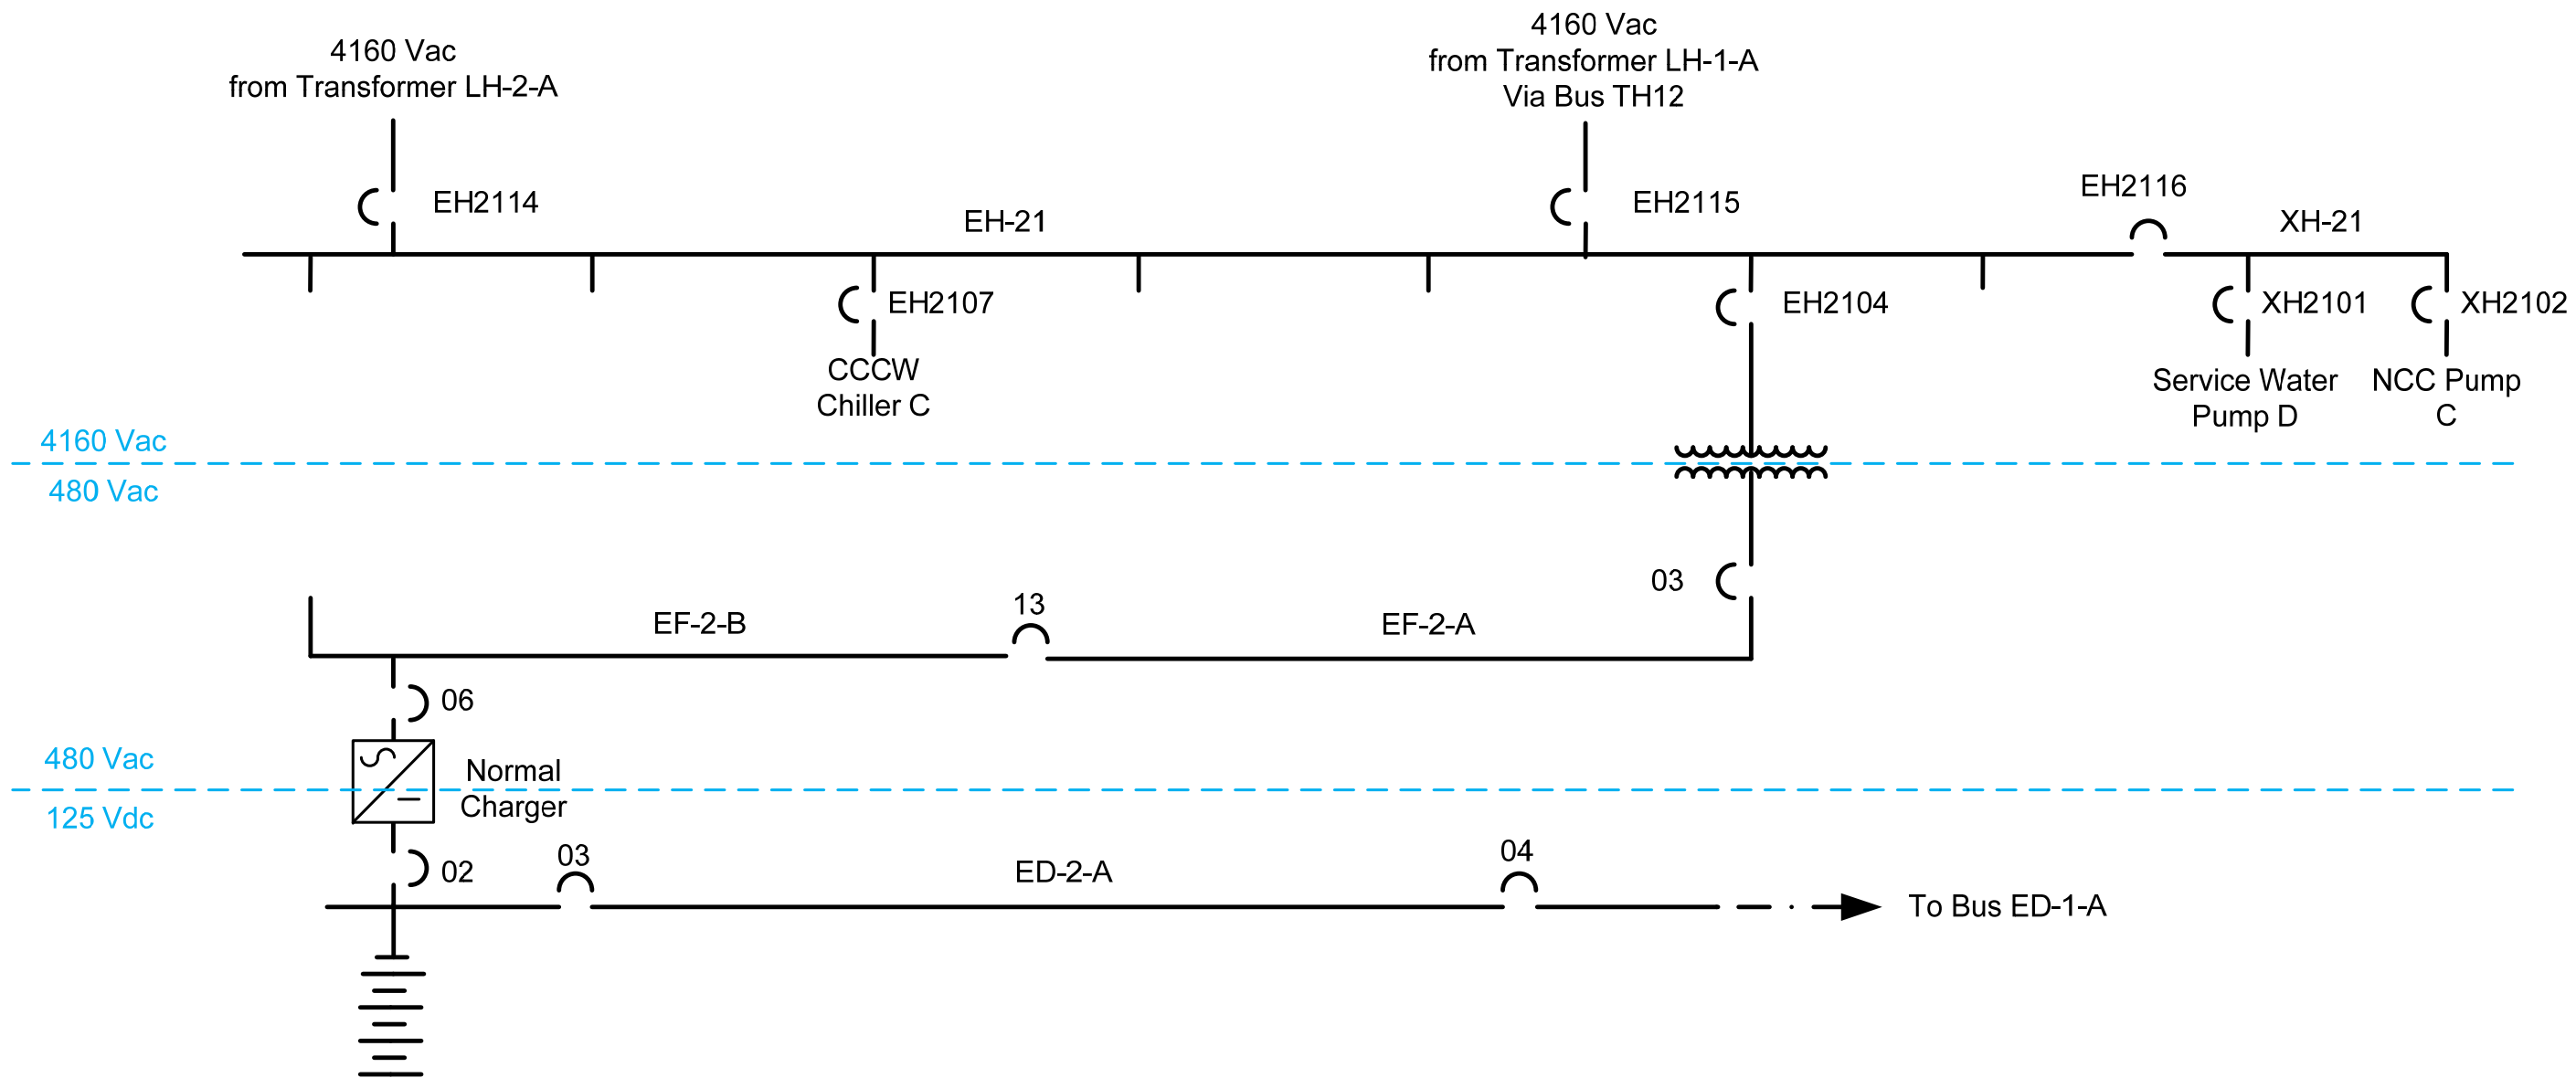 4160 Vac
from Transformer LH-2-A
4160 Vac
from Transformer LH-1-A
Via Bus TH12
EH2114
EH-21
EH2115
EH2116
XH-21
EH2107
EH2104
XH2101
XH2102
CCCW
Chiller C
Service Water
Pump D
NCC Pump
C
4160 Vac
480 Vac
03
13
EF-2-B
EF-2-A
06
480 Vac
Normal
Charger
125 Vdc
02
03
ED-2-A
04
To Bus ED-1-A